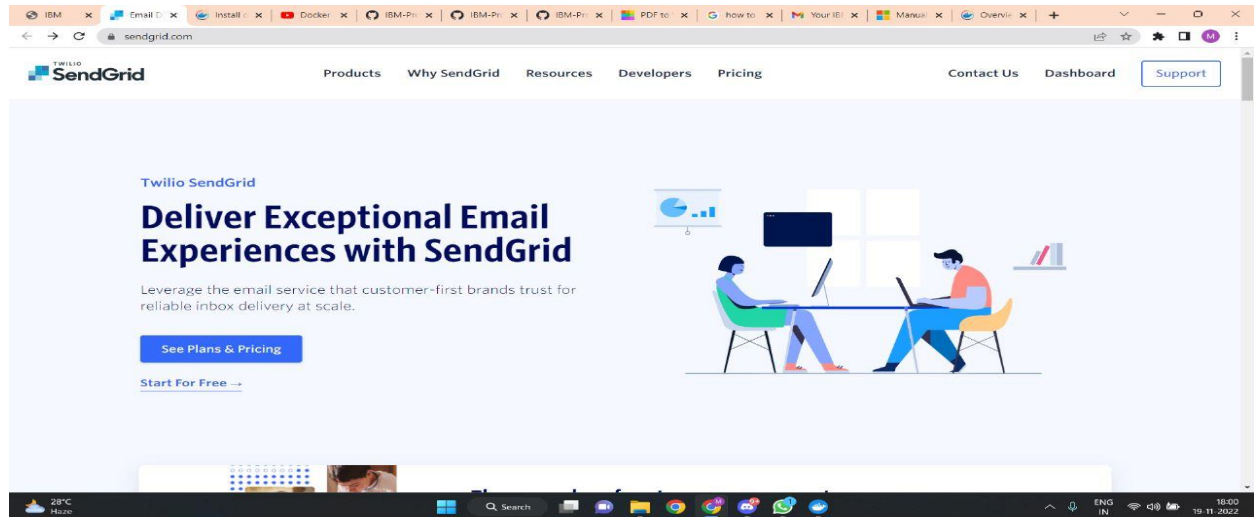 IBM
Email D
Install c
Docker
IBM-Pr
IBM-Pr
IBM-Pr
PDF to
how to
Your IB
Manua
Overvie
sendgrid.com
M
TWILIO
SendGrid
Products
Why SendGrid
Resources
Developers
Pricing
Contact Us
Dashboard
Support
Twilio SendGrid
Deliver Exceptional Email
Experiences with SendGrid
Leverage the email service that customer-first brands trust for
reliable inbox delivery at scale.
See Plans & Pricing
Start For Free →
28°C
Haze
Search
ENG
IN
18:00
19-11-2022